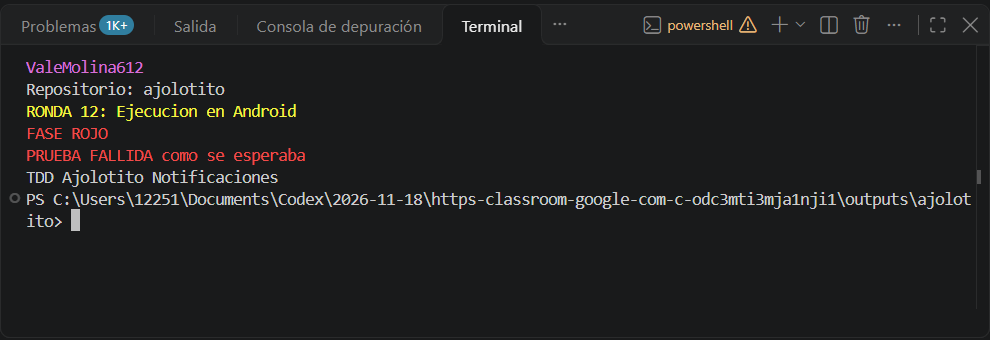 Problemas 1K+ Salida Consola de depuración Terminal ··· powershell ···
ValeMolina612
Repositorio: ajolotito
RONDA 12: Ejecucion en Android
FASE ROJO
PRUEBA FALLIDA como se esperaba
TDD Ajolotito Notificaciones
PS C:\Users\12251\Documents\Codex\2026-11-18\https-classroom-google-com-c-odc3mti3mja1nji1\outputs\ajolot
ito>